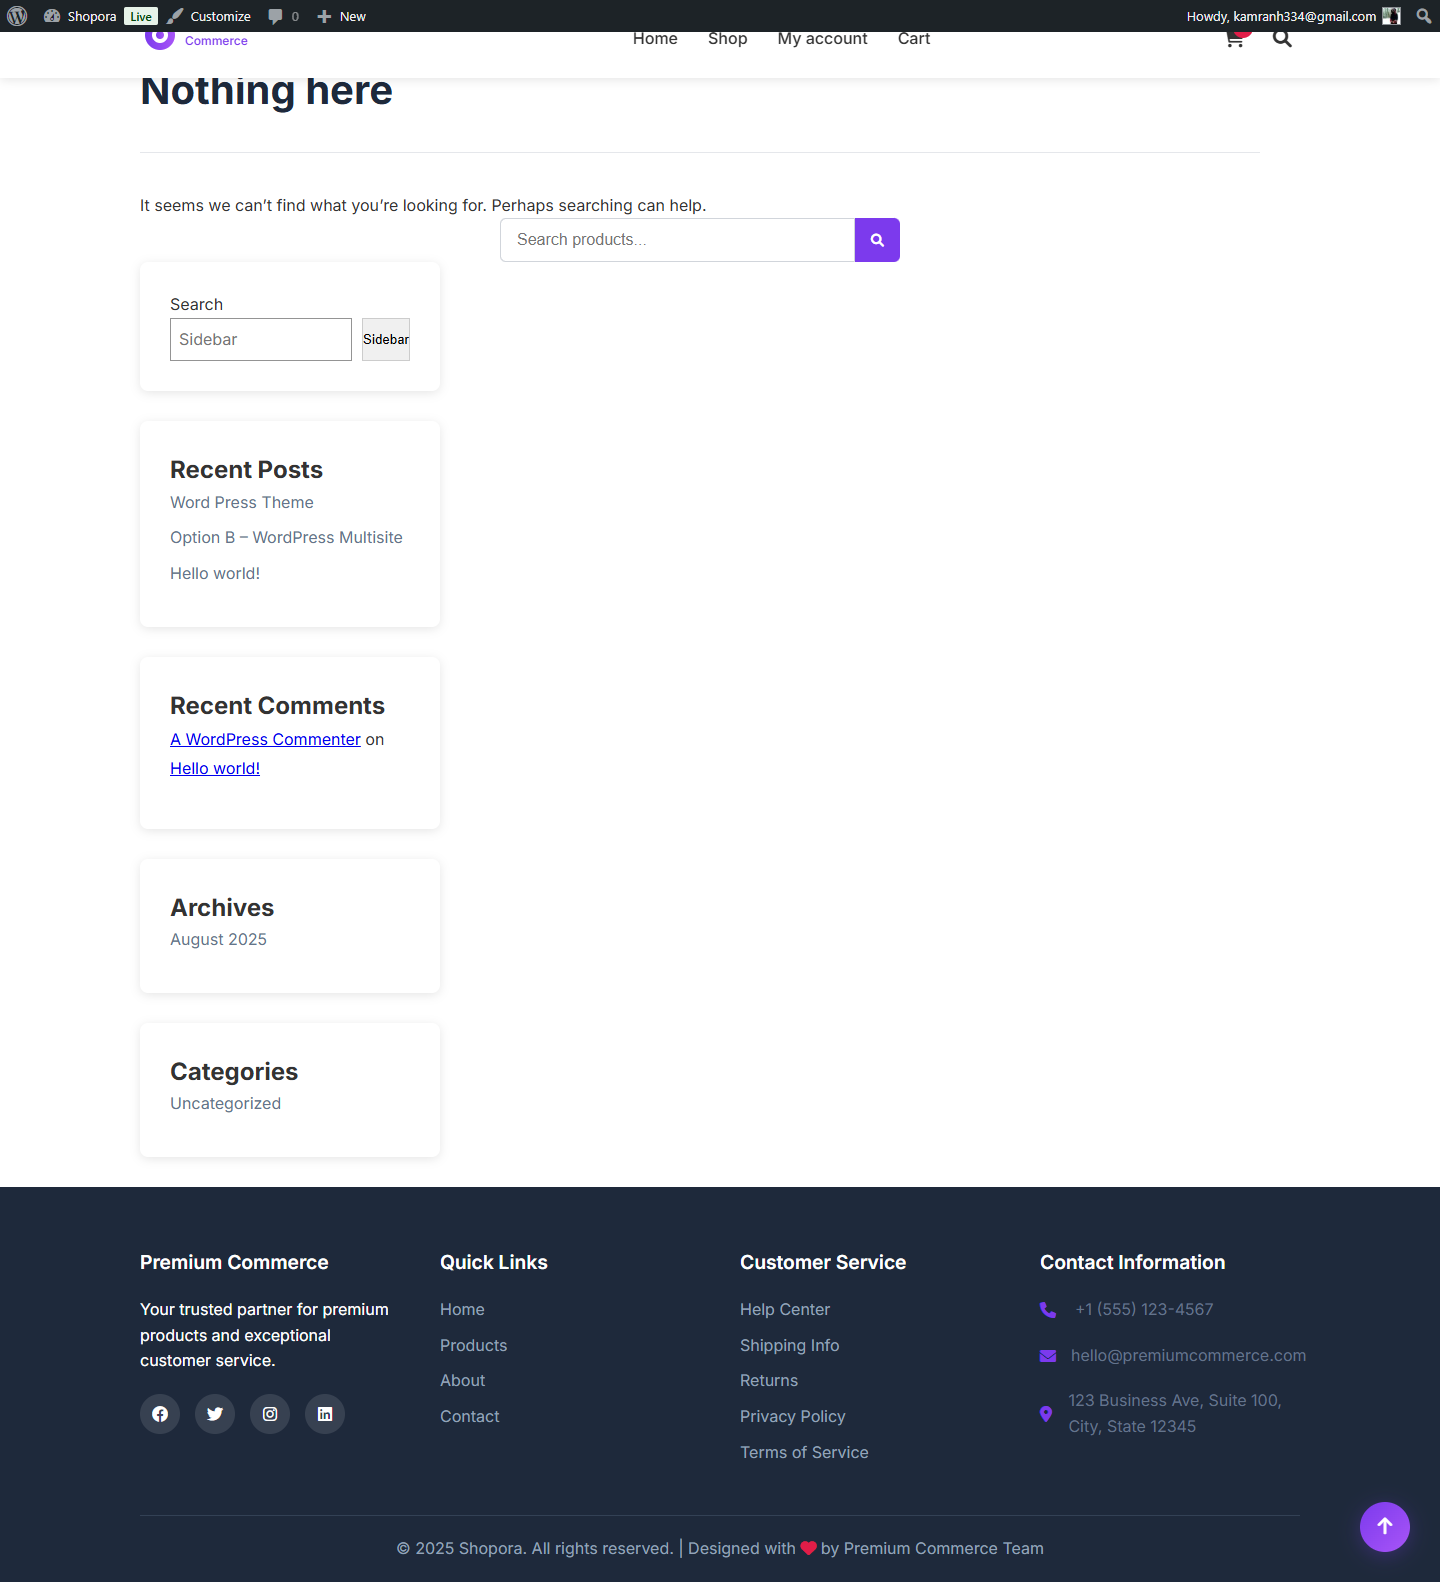 Shopora Live Customize 0 New Howdy, kamranh334@gmail.com
Commerce Home Shop My account Cart
Nothing here
It seems we can’t find what you’re looking for. Perhaps searching can help.
Search products...
Search
Sidebar Sidebar
Recent Posts
Word Press Theme
Option B – WordPress Multisite
Hello world!
Recent Comments
A WordPress Commenter on
Hello world!
Archives
August 2025
Categories
Uncategorized
Premium Commerce
Your trusted partner for premium
products and exceptional
customer service.
Quick Links
Home
Products
About
Contact
Customer Service
Help Center
Shipping Info
Returns
Privacy Policy
Terms of Service
Contact Information
+1 (555) 123-4567
hello@premiumcommerce.com
123 Business Ave, Suite 100,
City, State 12345
© 2025 Shopora. All rights reserved. | Designed with ❤ by Premium Commerce Team